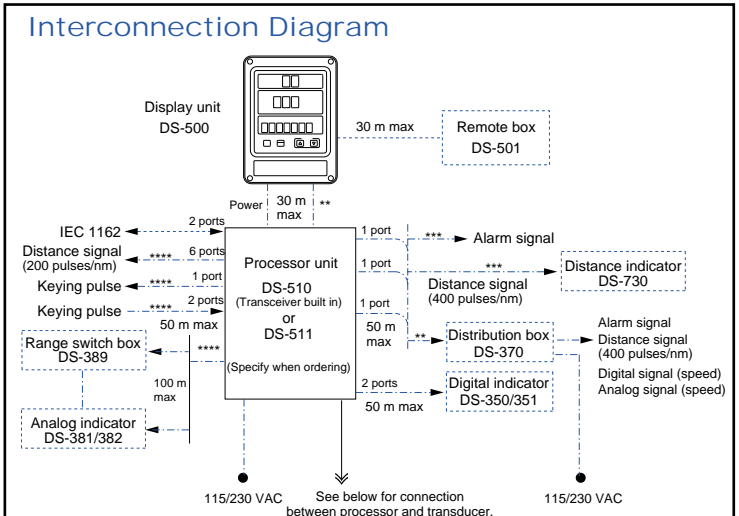 Interconnection Diagram
Display unit
DS-500
30 m max
Remote box
DS-501
Power
30 m
max
**
IEC 1162
2 ports
Distance signal
(200 pulses/nm)
****
6 ports
Keying pulse
****
1 port
Keying pulse
****
2 ports
50 m max
Range switch box
DS-389
****
100 m
max
Analog indicator
DS-381/382
Processor unit
DS-510
(Transceiver built in)
or
DS-511
(Specify when ordering)
1 port
***
Alarm signal
1 port
***
Distance signal
(400 pulses/nm)
Distance indicator
DS-730
1 port
50 m
max
**
Distribution box
DS-370
Alarm signal
Distance signal
(400 pulses/nm)
Digital signal (speed)
Analog signal (speed)
2 ports
50 m max
Digital indicator
DS-350/351
115/230 VAC
See below for connection
between processor and transducer.
115/230 VAC